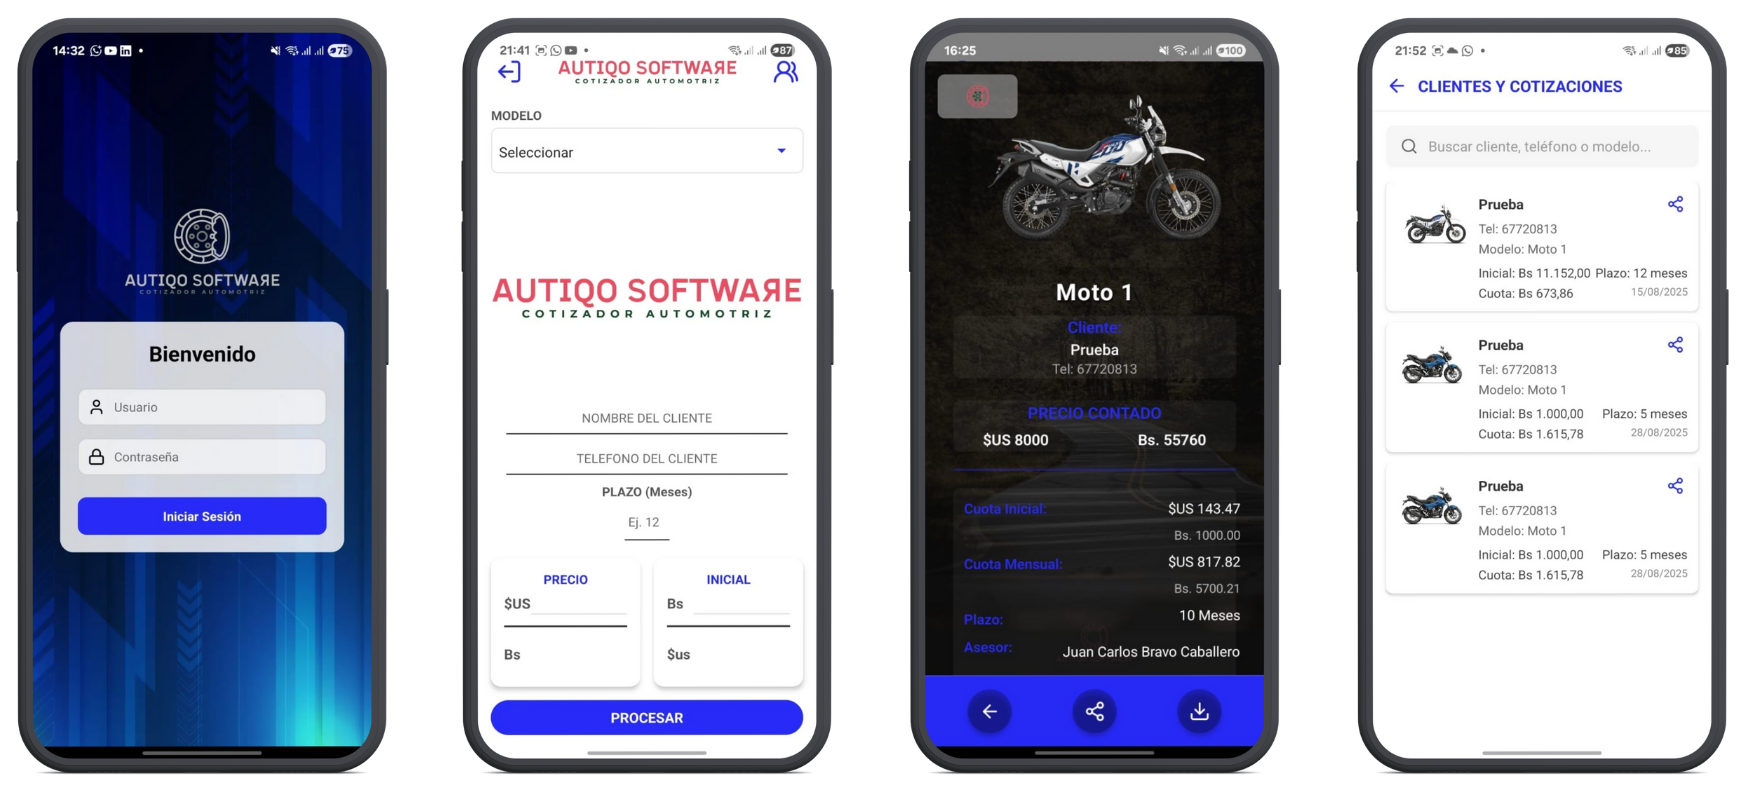 14:32
75
AUTIQO SOFTWAЯE
COTIZADOR AUTOMOTRIZ
Bienvenido
Usuario
Contraseña
Iniciar Sesión
21:41
87
AUTIQO SOFTWAЯE
COTIZADOR AUTOMOTRIZ
MODELO
Seleccionar
AUTIQO SOFTWAЯE
COTIZADOR AUTOMOTRIZ
NOMBRE DEL CLIENTE
TELEFONO DEL CLIENTE
PLAZO (Meses)
Ej. 12
PRECIO
$US
Bs
INICIAL
Bs
$us
PROCESAR
16:25
100
Moto 1
Cliente:
Prueba
Tel: 67720813
PRECIO CONTADO
$US 8000 Bs. 55760
Cuota Inicial: $US 143.47
Bs. 1000.00
Cuota Mensual: $US 817.82
Bs. 5700.21
Plazo: 10 Meses
Asesor: Juan Carlos Bravo Caballero
21:52
85
CLIENTES Y COTIZACIONES
Buscar cliente, teléfono o modelo...
Prueba
Tel: 67720813
Modelo: Moto 1
Inicial: Bs 11.152,00 Plazo: 12 meses
Cuota: Bs 673,86 15/08/2025
Prueba
Tel: 67720813
Modelo: Moto 1
Inicial: Bs 1.000,00 Plazo: 5 meses
Cuota: Bs 1.615,78 28/08/2025
Prueba
Tel: 67720813
Modelo: Moto 1
Inicial: Bs 1.000,00 Plazo: 5 meses
Cuota: Bs 1.615,78 28/08/2025